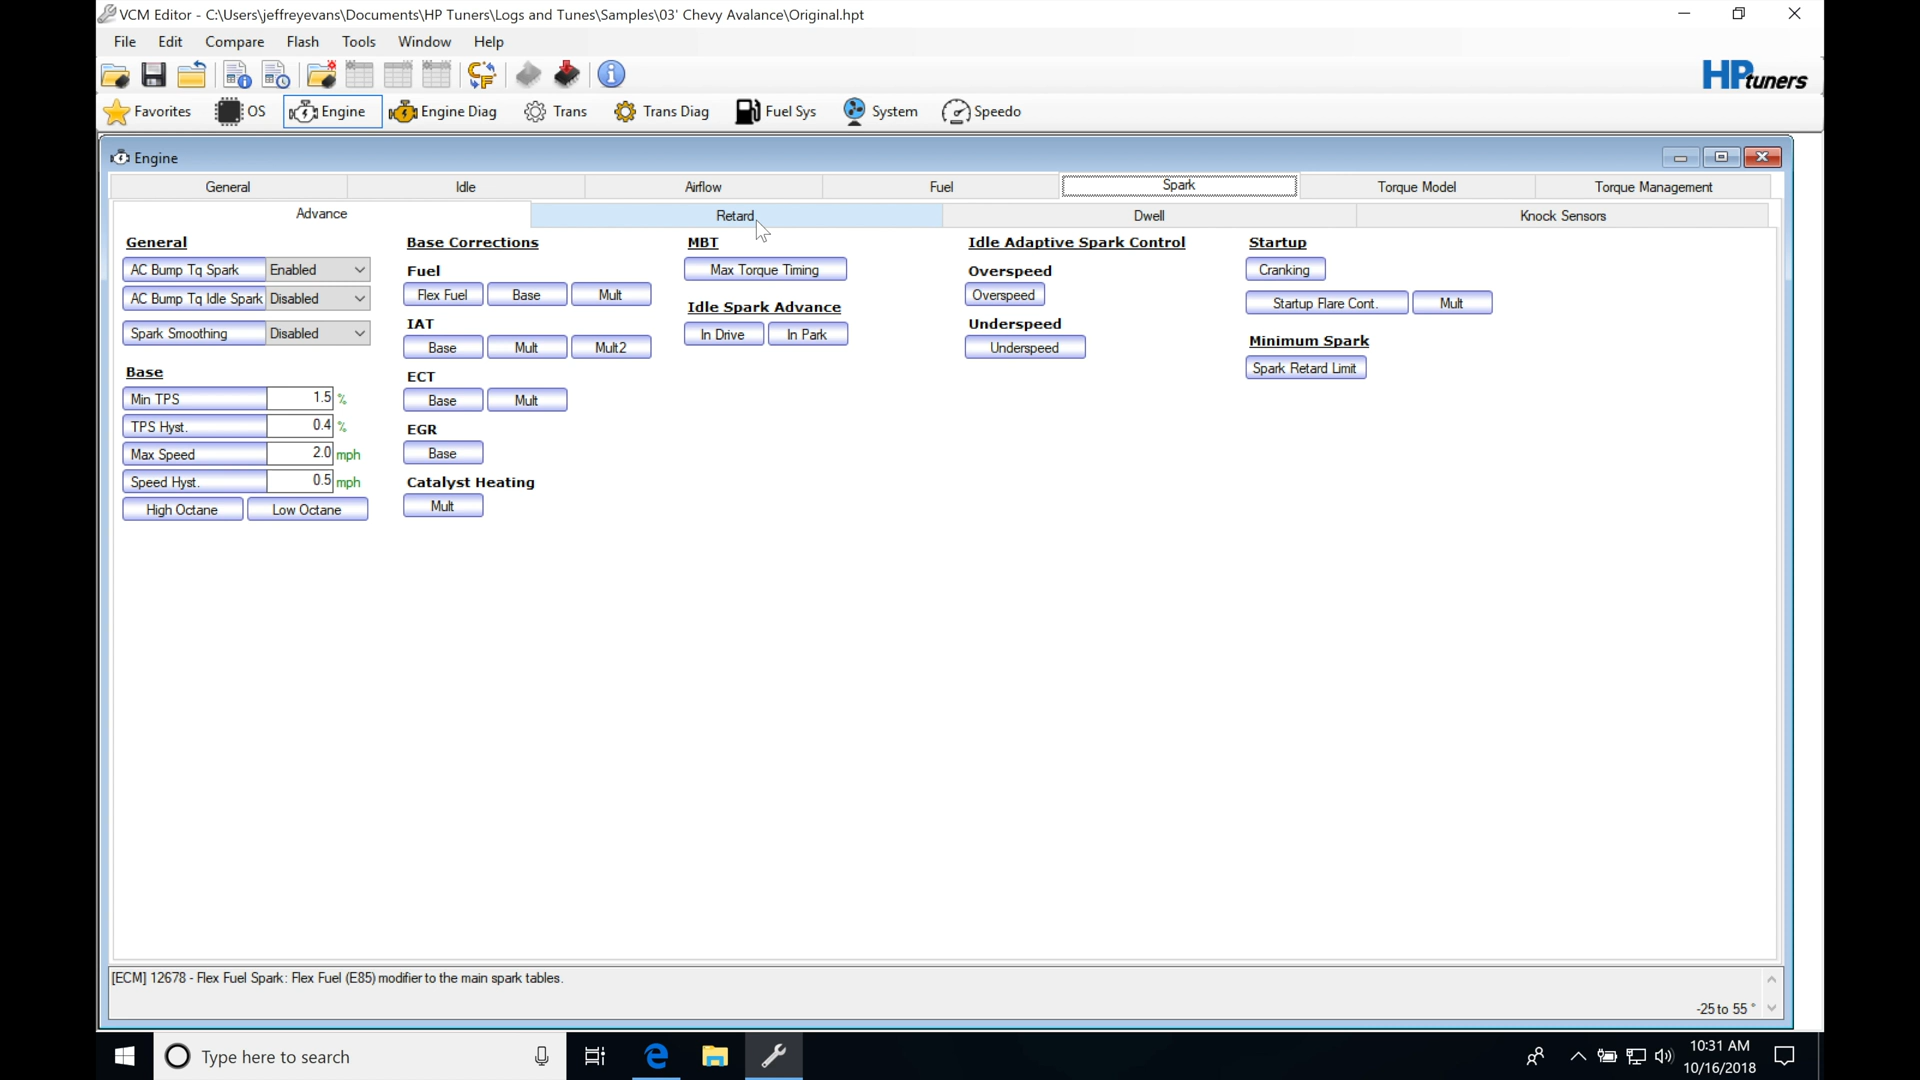 VCM Editor - C:\Users\jeffreyevans\Documents\HP Tuners\Logs and Tunes\Samples\03' Chevy Avalance\Original.hpt
File Edit Compare Flash Tools Window Help
HPtuners
Favorites OS Engine Engine Diag Trans Trans Diag Fuel Sys System Speedo
Engine
General Idle Airflow Fuel Spark Torque Model Torque Management
Advance Retard Dwell Knock Sensors
General
AC Bump Tq Spark Enabled
AC Bump Tq Idle Spark Disabled
Spark Smoothing Disabled
Base
Min TPS 1.5 %
TPS Hyst. 0.4 %
Max Speed 2.0 mph
Speed Hyst. 0.5 mph
High Octane Low Octane
Base Corrections
Fuel
Flex Fuel Base Mult
IAT
Base Mult Mult2
ECT
Base Mult
EGR
Base
Catalyst Heating
Mult
MBT
Max Torque Timing
Idle Spark Advance
In Drive In Park
Idle Adaptive Spark Control
Overspeed
Overspeed
Underspeed
Underspeed
Startup
Cranking
Startup Flare Cont. Mult
Minimum Spark
Spark Retard Limit
[ECM] 12678 - Flex Fuel Spark: Flex Fuel (E85) modifier to the main spark tables.
-25 to 55 °
Type here to search
10:31 AM
10/16/2018